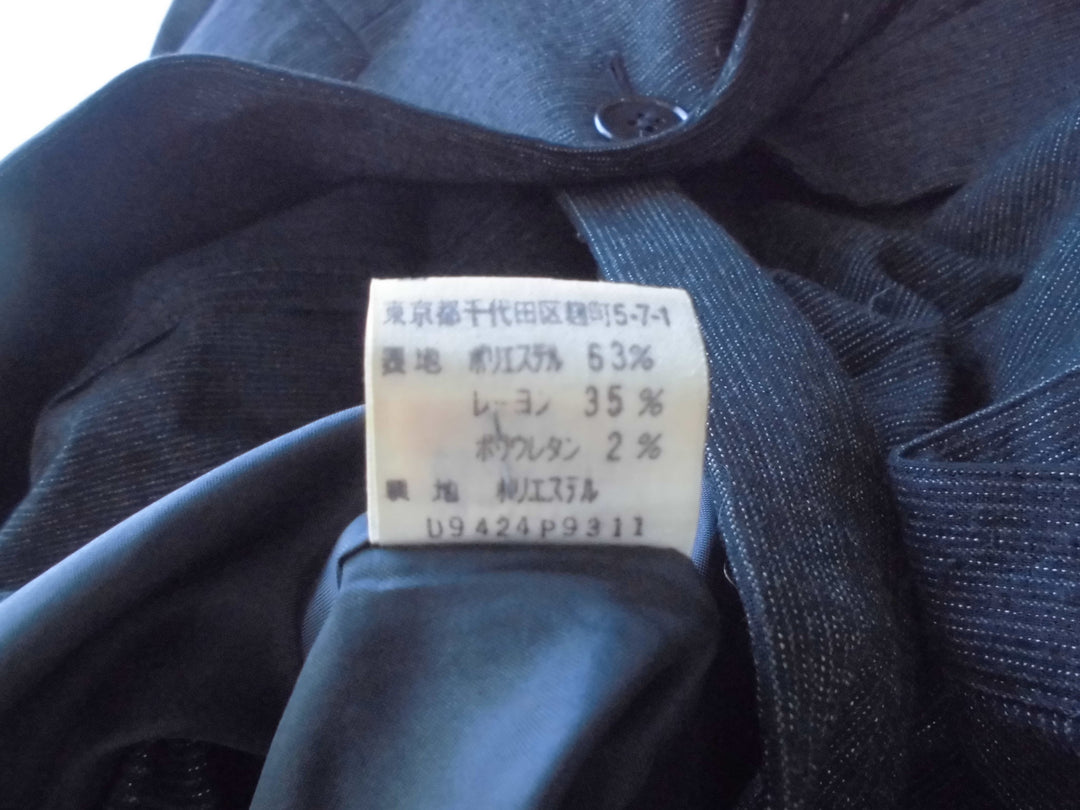 東京都千代田区麹町5-7-1
表地 ポリエステル 63%
レーヨン 35%
ポリウレタン 2%
裏地 ポリエステル
D9424P9311